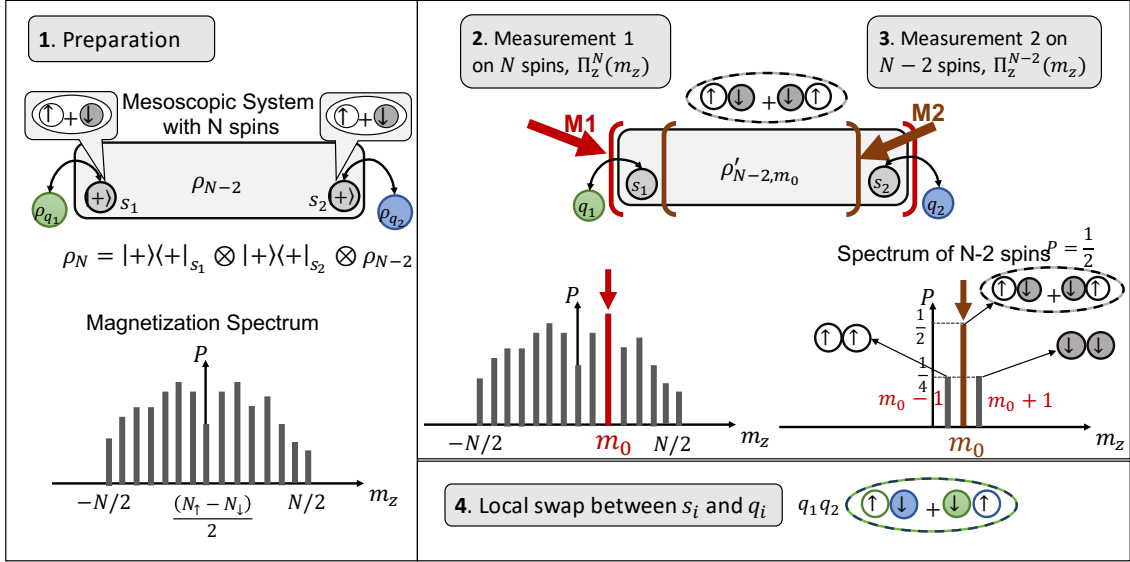 1. Preparation
↑ + ↓
↑ + ↓
Mesoscopic System
with N spins
ρ_{N−2}
|+⟩ s₁
s₂ |+⟩
ρ_{q₁}
ρ_{q₂}
ρ_N = |+⟩⟨+|_{s₁} ⊗ |+⟩⟨+|_{s₂} ⊗ ρ_{N−2}
Magnetization Spectrum
P
−N/2
N/2
m_z
(N_↑ − N_↓)
2
2. Measurement 1
on N spins, Π_z^N(m_z)
3. Measurement 2 on
N − 2 spins, Π_z^{N−2}(m_z)
↑ ↓ + ↓ ↑
M1
M2
s₁
ρ′_{N−2,m₀}
s₂
q₁
q₂
P
−N/2
m₀
N/2
m_z
Spectrum of N-2 spins
P = 1/2
P
↑ ↓ + ↓ ↑
1/2
↑ ↑
↓ ↓
1/4
m₀ − 1
m₀ + 1
m₀
m_z
4. Local swap between s_i and q_i
q₁q₂ ↑ ↓ + ↓ ↑